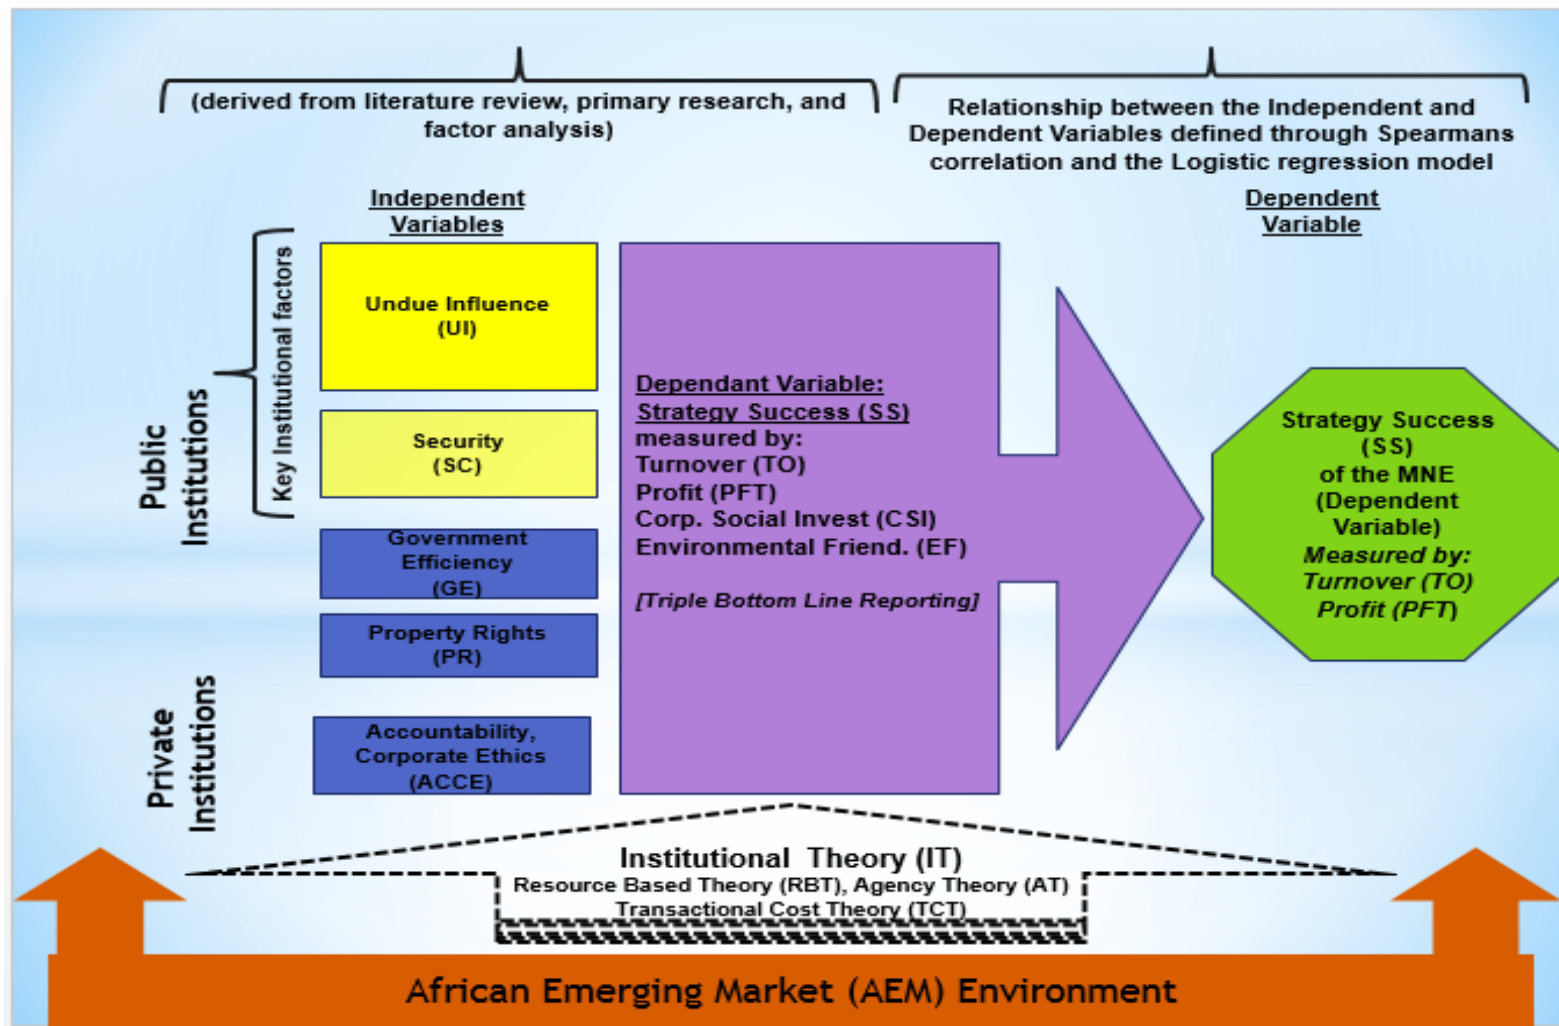 (derived from literature review, primary research, and
factor analysis)
Relationship between the Independent and
Dependent Variables defined through Spearmans
correlation and the Logistic regression model
Independent
Variables
Dependent
Variable
Public
Institutions
Key Institutional factors
Undue Influence
(UI)
Security
(SC)
Government
Efficiency
(GE)
Property Rights
(PR)
Private
Institutions
Accountability,
Corporate Ethics
(ACCE)
Dependant Variable:
Strategy Success (SS)
measured by:
Turnover (TO)
Profit (PFT)
Corp. Social Invest (CSI)
Environmental Friend. (EF)
[Triple Bottom Line Reporting]
Strategy Success
(SS)
of the MNE
(Dependent
Variable)
Measured by:
Turnover (TO)
Profit (PFT)
Institutional Theory (IT)
Resource Based Theory (RBT), Agency Theory (AT)
Transactional Cost Theory (TCT)
African Emerging Market (AEM) Environment